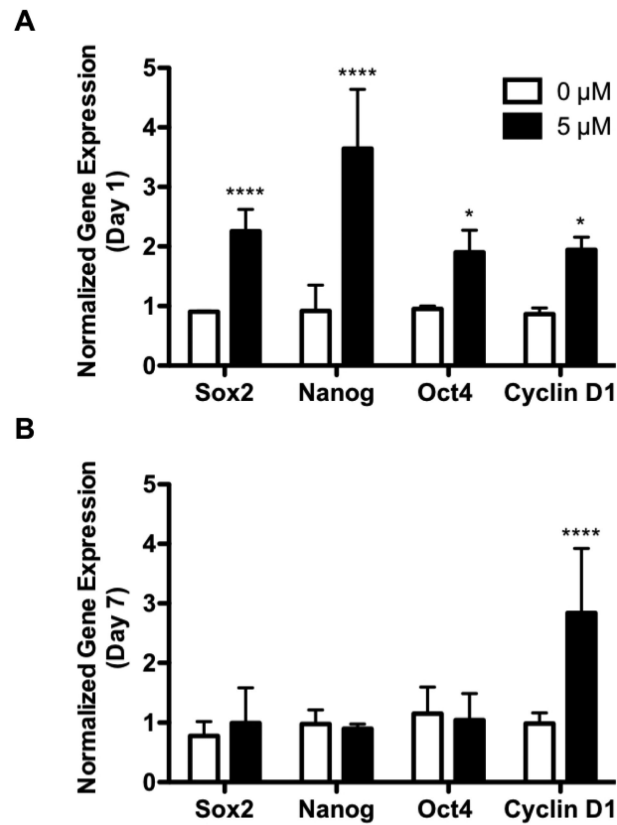 A
Normalized Gene Expression
(Day 1)
5
4
3
2
1
0
****
****
*
*
0 µM
5 µM
Sox2 Nanog Oct4 Cyclin D1
B
Normalized Gene Expression
(Day 7)
5
4
3
2
1
0
****
Sox2 Nanog Oct4 Cyclin D1